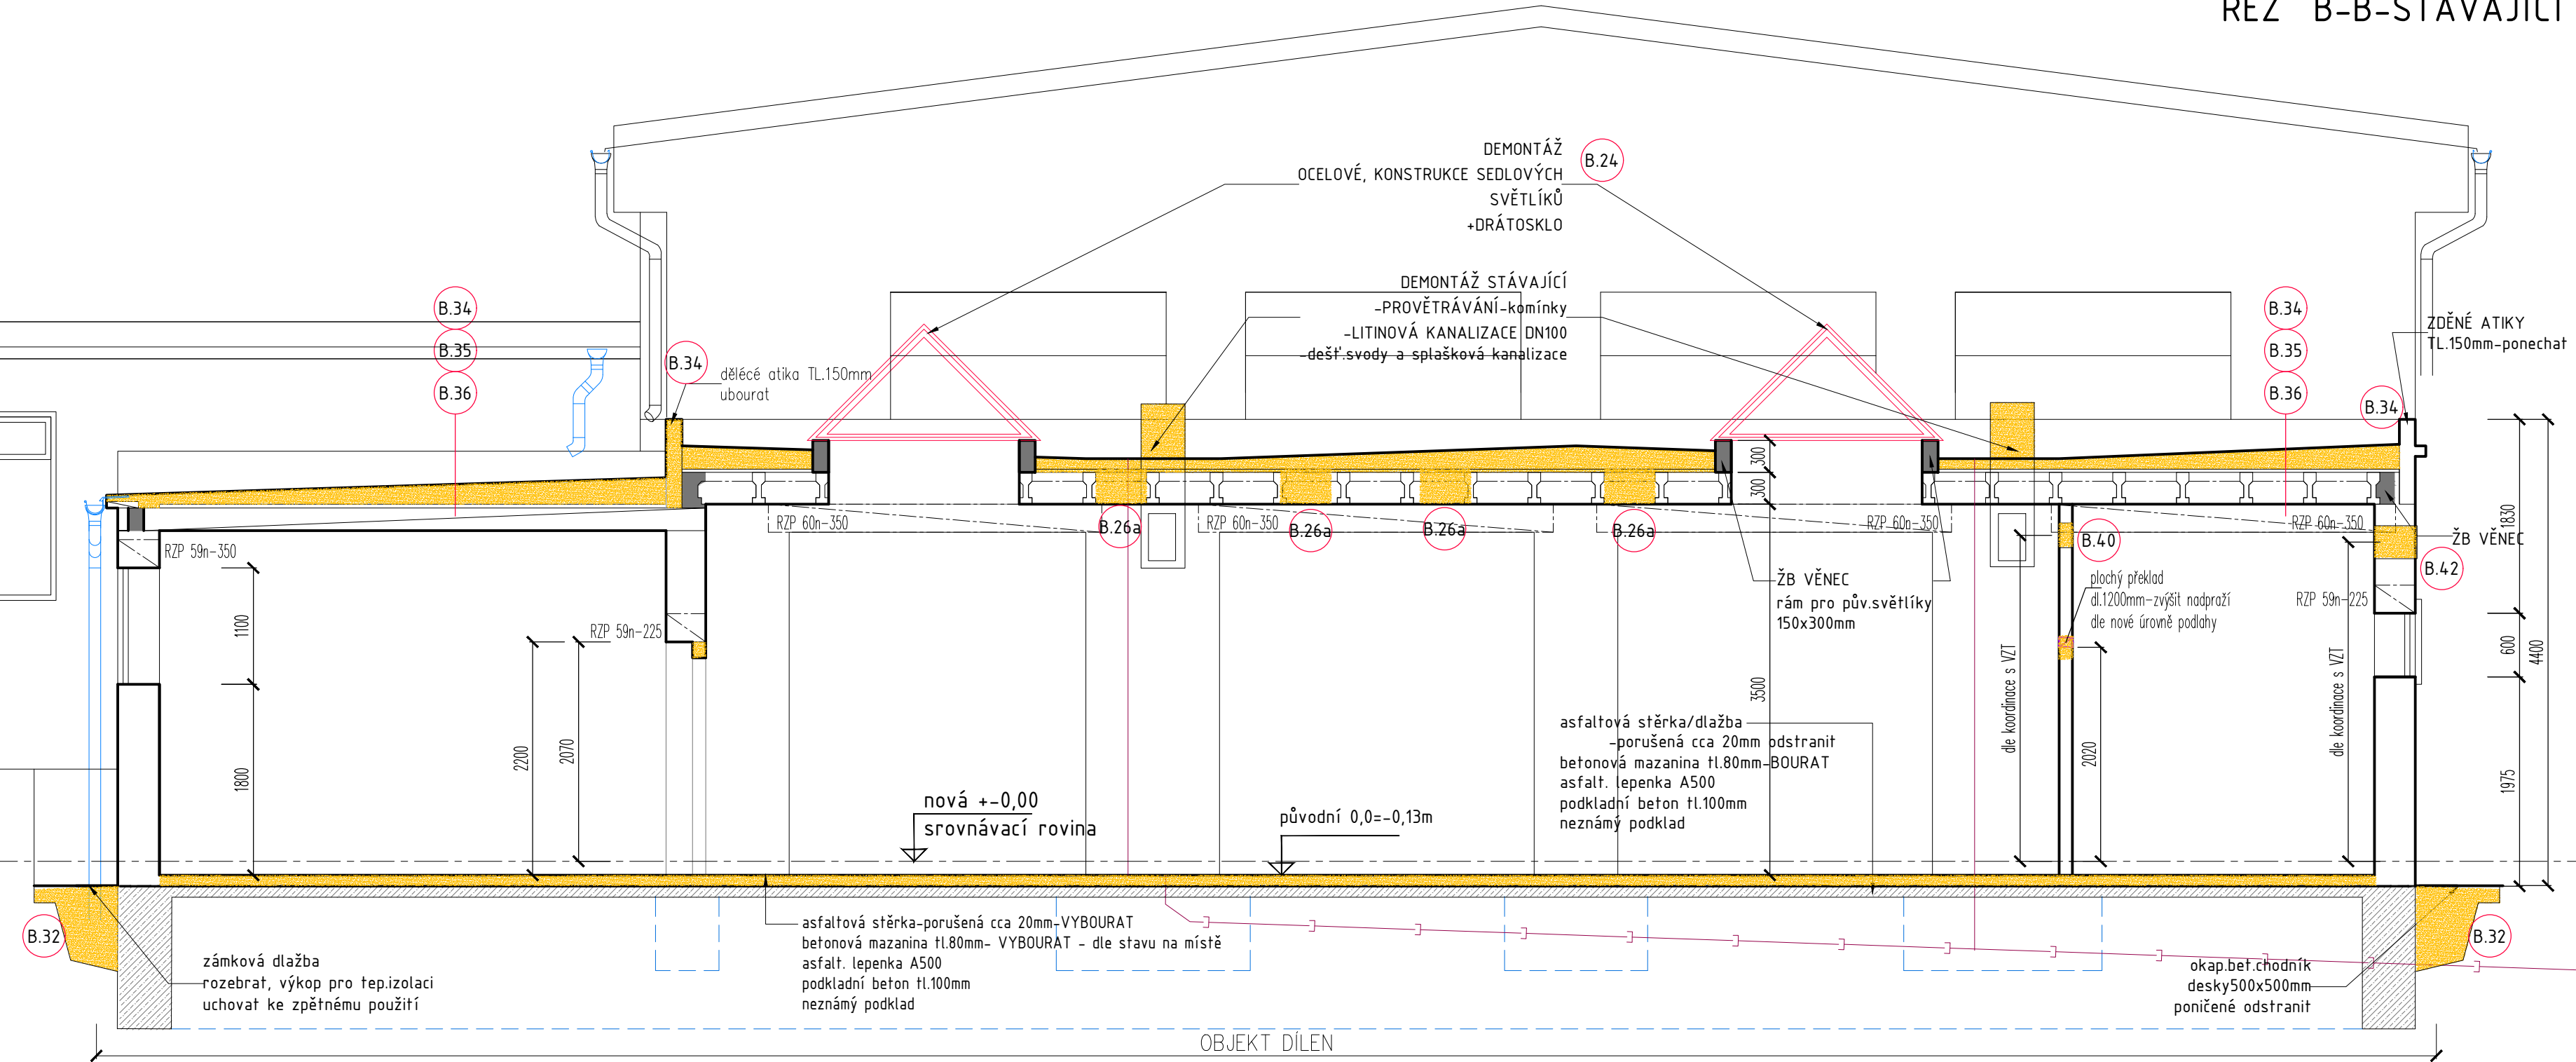 ŘEZ B-B-STÁVAJÍCÍ
DEMONTÁŽ
OCELOVÉ, KONSTRUKCE SEDLOVÝCH
SVĚTLÍKŮ
+DRÁTOSKLO
B.24
DEMONTÁŽ STÁVAJÍCÍ
-PROVĚTRÁVÁNÍ-komínky
-LITINOVÁ KANALIZACE DN100
-dešť.svody a splašková kanalizace
B.34
B.35
B.36
B.34
dělécé atika TL.150mm
ubourat
B.34
B.35
B.36
B.34
ZDĚNÉ ATIKY
TL.150mm-ponechat
RZP 59n-350
RZP 60n-350
B.26a
RZP 60n-350
B.26a
B.26a
B.26a
RZP 60n-350
RZP 60n-350
300
300
1830
4400
B.40
ŽB VĚNEC
B.42
ŽB VĚNEC
rám pro pův.světlíky
150x300mm
plochý překlad
dl.1200mm-zvýšit nadpraží
dle nové úrovně podlahy
RZP 59n-225
RZP 59n-225
1100
600
2200
2070
1800
3500
dle koordinace s VZT
2020
dle koordinace s VZT
1975
asfaltová stěrka/dlažba
-porušená cca 20mm odstranit
betonová mazanina tl.80mm-BOURAT
asfalt. lepenka A500
podkladní beton tl.100mm
neznámý podklad
nová +-0,00
srovnávací rovina
původní 0,0=-0,13m
B.32
zámková dlažba
rozebrat, výkop pro tep.izolaci
uchovat ke zpětnému použití
asfaltová stěrka-porušená cca 20mm-VYBOURAT
betonová mazanina tl.80mm- VYBOURAT - dle stavu na místě
asfalt. lepenka A500
podkladní beton tl.100mm
neznámý podklad
B.32
okap.bet.chodník
desky500x500mm
poničené odstranit
OBJEKT DÍLEN